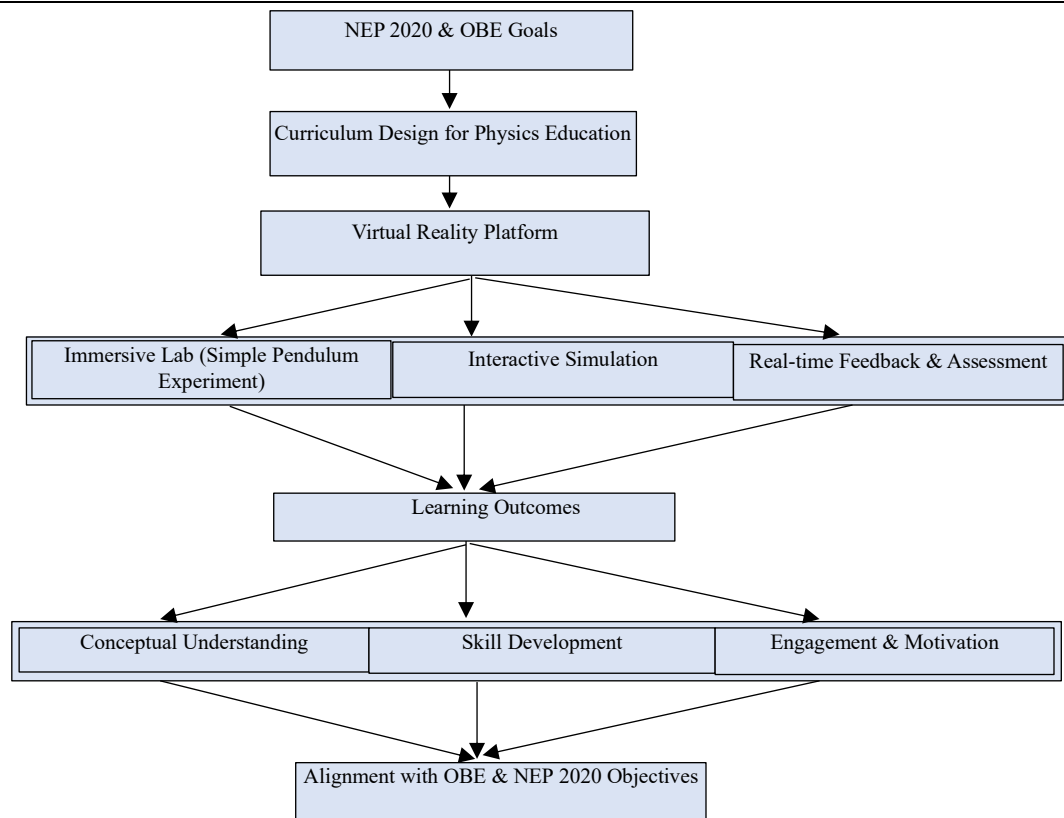 NEP 2020 & OBE Goals
Curriculum Design for Physics Education
Virtual Reality Platform
Immersive Lab (Simple Pendulum
Experiment)
Interactive Simulation
Real-time Feedback & Assessment
Learning Outcomes
Conceptual Understanding
Skill Development
Engagement & Motivation
Alignment with OBE & NEP 2020 Objectives